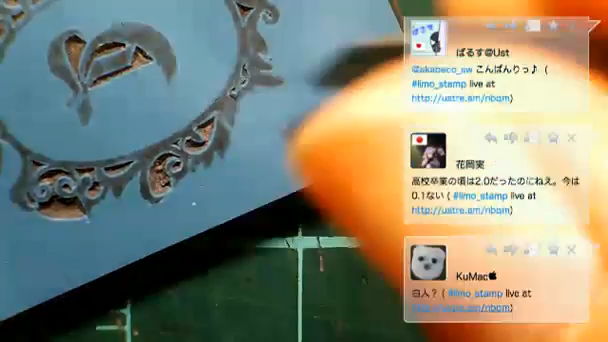 ぱるす@Ust
@akabeco_sw こんばんりっ♪ (
#limo_stamp live at
http://ustre.am/nbqm)
花岡実
高校卒業の頃は2.0だったのにねえ。今は
0.1ない ( #limo_stamp live at
http://ustre.am/nbqm)
KuMac
白人? ( #limo_stamp live at
http://ustre.am/nbqm)